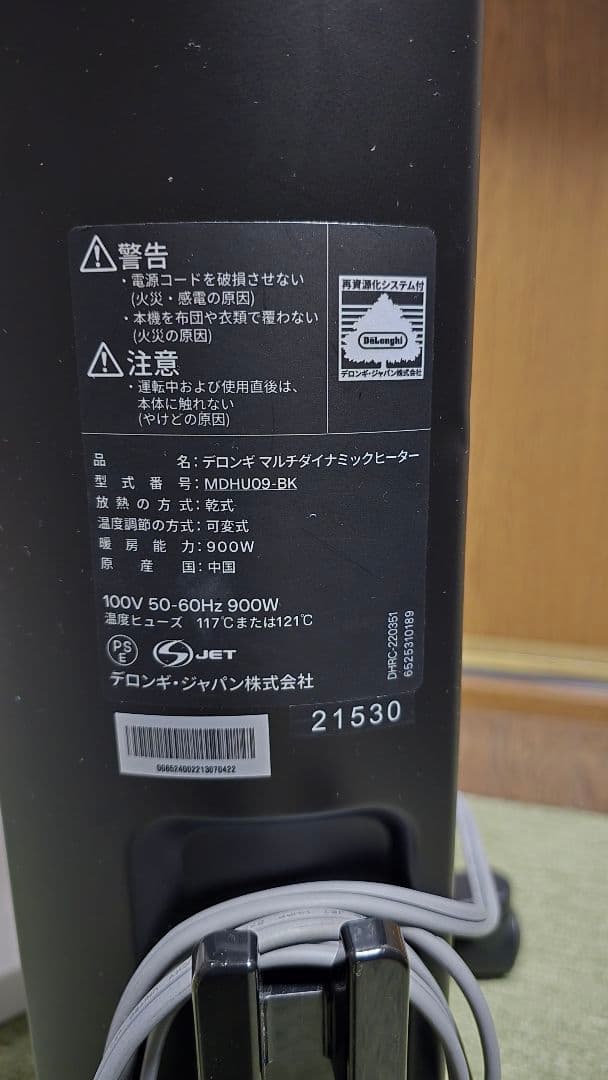 警告
・電源コードを破損させない
(火災・感電の原因)
・本機を布団や衣類で覆わない
(火災の原因)
注意
・運転中および使用直後は、
本体に触れない
(やけどの原因)
再資源化システム付
DeLonghi
デロンギ・ジャパン株式会社
品名：デロンギ マルチダイナミックヒーター
型式番号：MDHU09-BK
放熱の方式：乾式
温度調節の方式：可変式
暖房能力：900W
原産国：中国
100V 50-60Hz 900W
温度ヒューズ 117℃または121℃
PSE
JET
デロンギ・ジャパン株式会社
DHRC-220351
6525310189
21530
006524002213070422